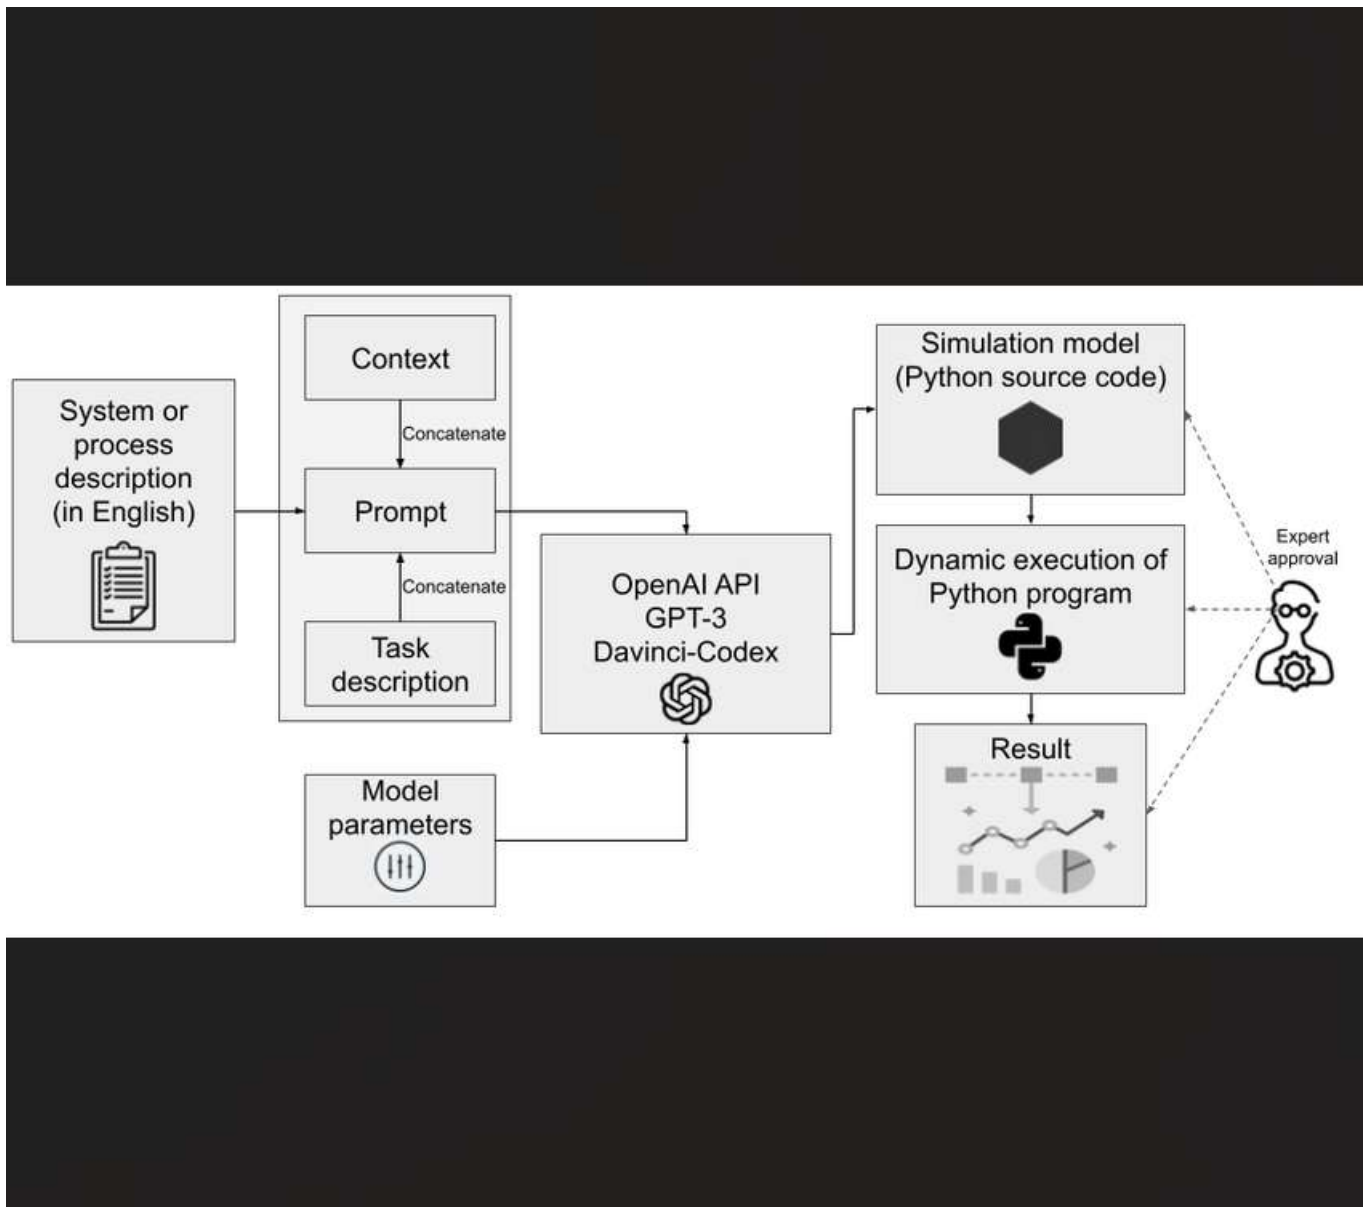 System or
process
description
(in English)
Context
Concatenate
Prompt
Concatenate
Task
description
Model
parameters
OpenAI API
GPT-3
Davinci-Codex
Simulation model
(Python source code)
Dynamic execution of
Python program
Result
Expert
approval